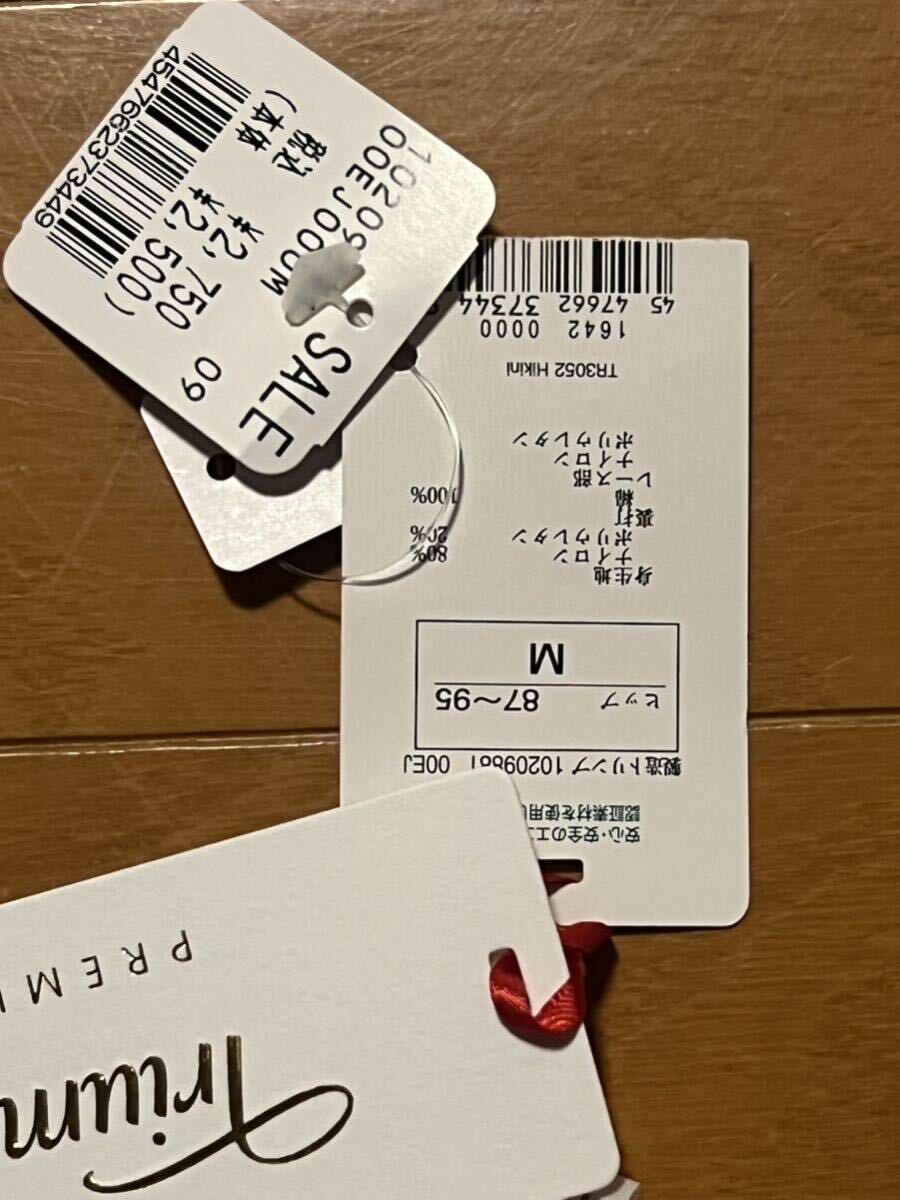 SALE 09
10209
00EJ000M
税込 ¥2,750
(本体 ¥2,500)
4547662373449
PREMI
Trium
安心・安全のエコ
認証素材を使用し
製造トリンプ 00EJ
ヒップ 87～95
M
身生地
ナイロン 80%
ポリウレタン 20%
裏打
綿 100%
レース部
ナイロン
ポリウレタン
TR3052 Hikini
1642 0000
45 47662 37344